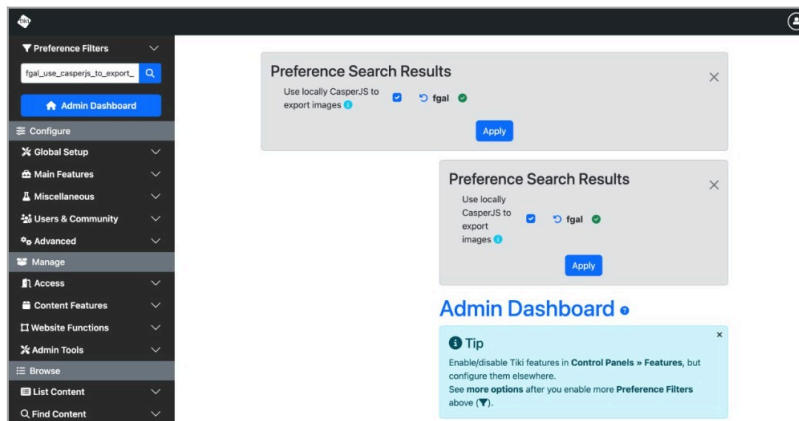 tiki
Preference Filters
fgal_use_casperjs_to_export_
Admin Dashboard
Configure
Global Setup
Main Features
Miscellaneous
Users & Community
Advanced
Manage
Access
Content Features
Website Functions
Admin Tools
Browse
List Content
Find Content
Preference Search Results
Use locally CasperJS to
export images
fgal
Apply
Preference Search Results
Use locally
CasperJS to
export
images
fgal
Apply
Admin Dashboard
Tip
Enable/disable Tiki features in Control Panels » Features, but
configure them elsewhere.
See more options after you enable more Preference Filters
above ( ).